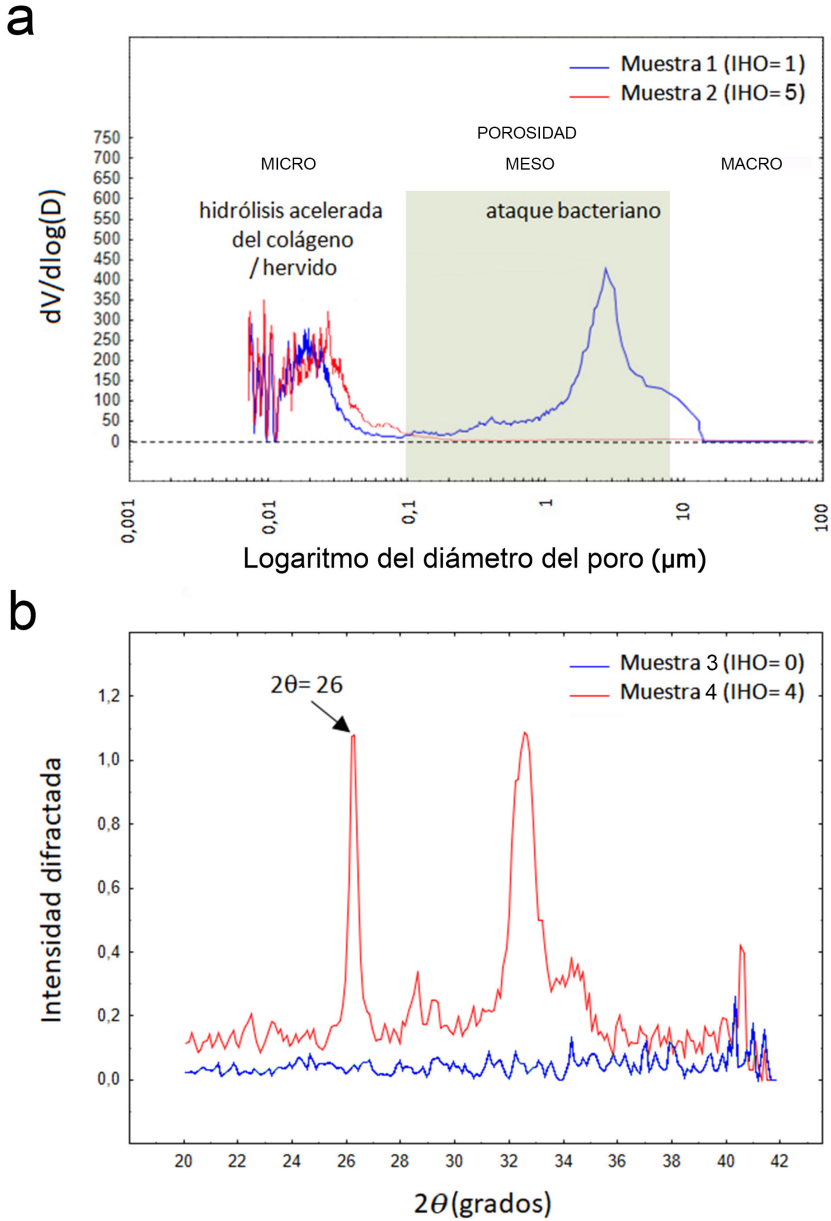 a
Muestra 1 (IHO= 1)
Muestra 2 (IHO= 5)
POROSIDAD
MICRO MESO MACRO
hidrólisis acelerada
del colágeno
/ hervido
ataque bacteriano
dV/dlog(D)
750
700
650
600
550
500
450
400
350
300
250
200
150
100
50
0
0,001 0,01 0,1 1 10 100
Logaritmo del diámetro del poro (µm)
b
Muestra 3 (IHO= 0)
Muestra 4 (IHO= 4)
2θ= 26
Intensidad difractada
1,2
1,0
0,8
0,6
0.4
0,2
0,0
20 22 24 26 28 30 32 34 36 38 40 42
2θ (grados)